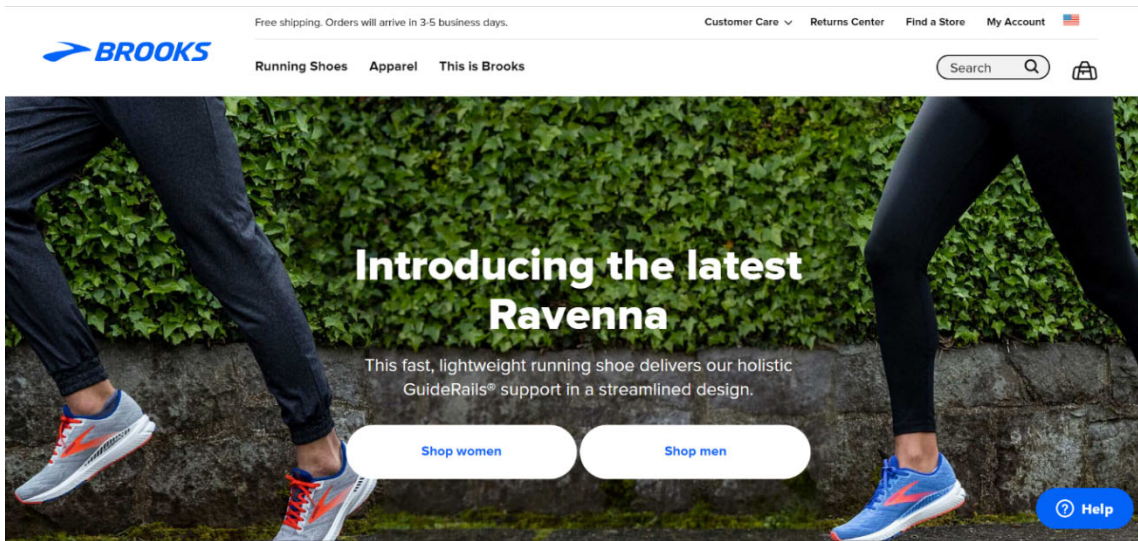 Free shipping. Orders will arrive in 3-5 business days.
Customer Care Returns Center Find a Store My Account
BROOKS
Running Shoes Apparel This is Brooks
Search
Introducing the latest
Ravenna
This fast, lightweight running shoe delivers our holistic
GuideRails® support in a streamlined design.
Shop women Shop men
? Help